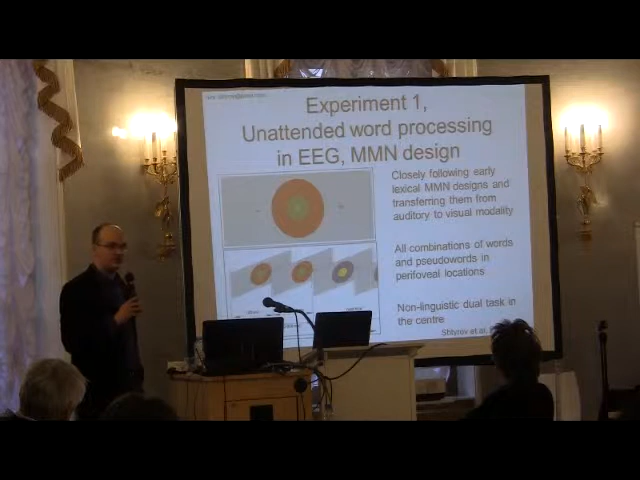 Experiment 1,
Unattended word processing
in EEG, MMN design
Closely following early
lexical MMN designs and
transferring them from
auditory to visual modality
All combinations of words
and pseudowords in
perifoveal locations
Non-linguistic dual task in
the centre
Shtyrov et al.